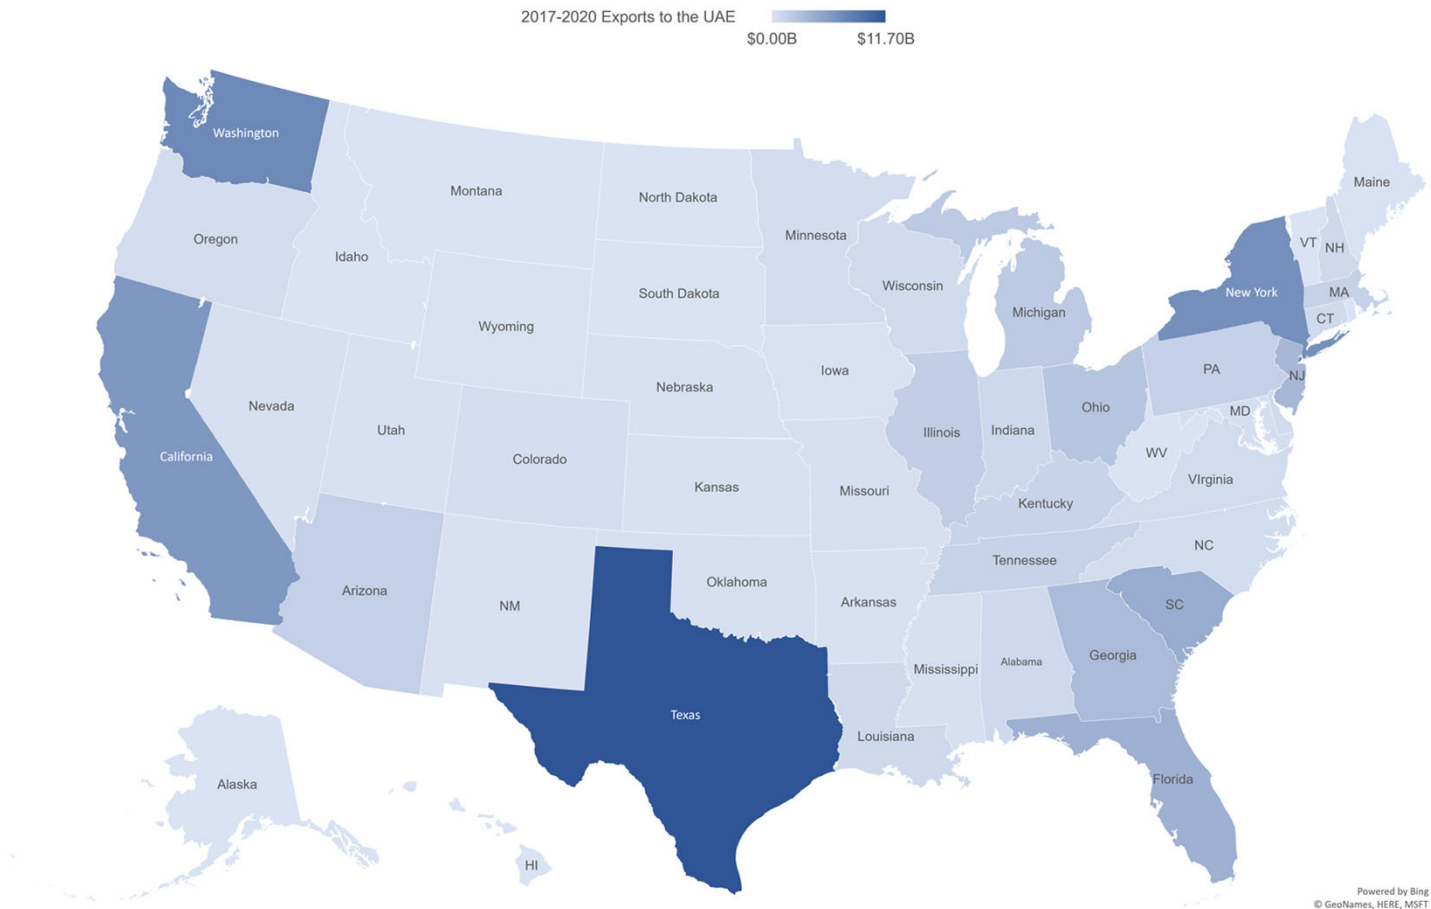 2017-2020 Exports to the UAE
$0.00B $11.70B
Washington
Montana
North Dakota
Minnesota
Maine
Oregon
Idaho
VT
NH
South Dakota
Wisconsin
New York
MA
Wyoming
Michigan
CT
Iowa
PA
NJ
Nebraska
Nevada
Ohio
MD
Utah
Illinois
Indiana
California
Colorado
WV
Kansas
Missouri
Kentucky
VIrginia
NC
Tennessee
Arizona
NM
Oklahoma
Arkansas
SC
Mississippi
Alabama
Georgia
Texas
Louisiana
Florida
Alaska
HI
Powered by Bing
© GeoNames, HERE, MSFT